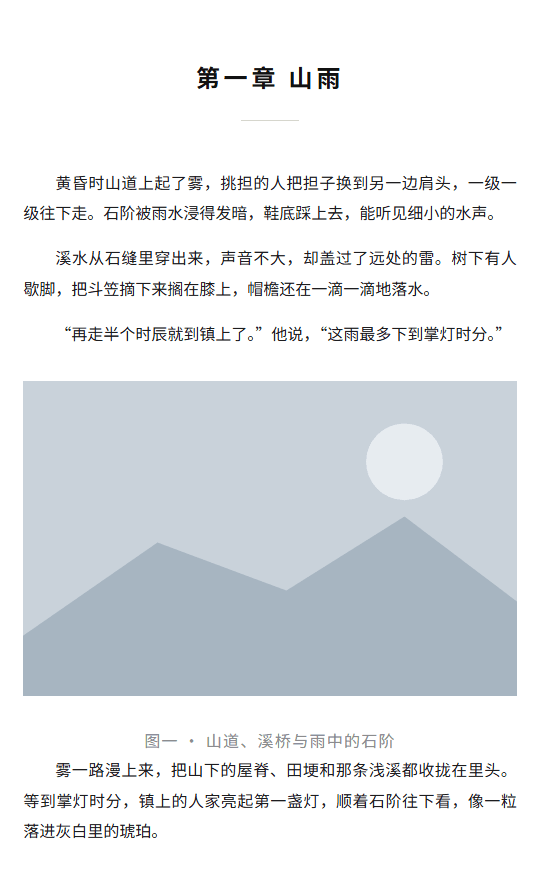 第一章 山雨
黄昏时山道上起了雾，挑担的人把担子换到另一边肩头，一级一
级往下走。石阶被雨水浸得发暗，鞋底踩上去，能听见细小的水声。
溪水从石缝里穿出来，声音不大，却盖过了远处的雷。树下有人
歇脚，把斗笠摘下来搁在膝上，帽檐还在一滴一滴地落水。
“再走半个时辰就到镇上了。”他说，“这雨最多下到掌灯时分。”
图一 · 山道、溪桥与雨中的石阶
雾一路漫上来，把山下的屋脊、田埂和那条浅溪都收拢在里头。
等到掌灯时分，镇上的人家亮起第一盏灯，顺着石阶往下看，像一粒
落进灰白里的琥珀。